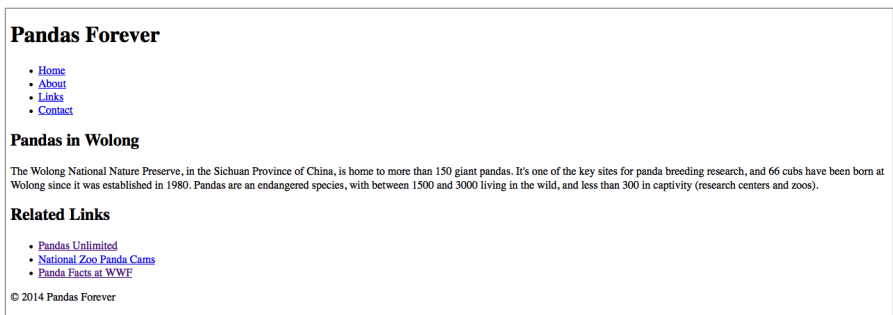 Pandas Forever
Home
About
Links
Contact
Pandas in Wolong
The Wolong National Nature Preserve, in the Sichuan Province of China, is home to more than 150 giant pandas. It's one of the key sites for panda breeding research, and 66 cubs have been born at
Wolong since it was established in 1980. Pandas are an endangered species, with between 1500 and 3000 living in the wild, and less than 300 in captivity (research centers and zoos).
Related Links
Pandas Unlimited
National Zoo Panda Cams
Panda Facts at WWF
© 2014 Pandas Forever